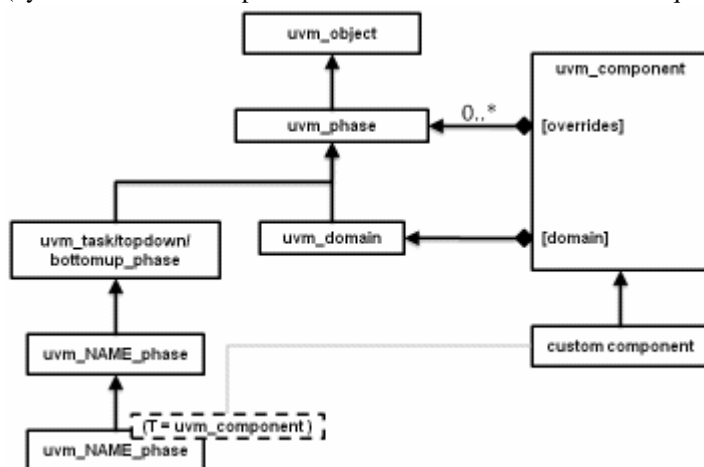 uvm_object
uvm_component
uvm_phase
0..*
[overrides]
uvm_task/topdown/
bottomup_phase
uvm_domain
[domain]
uvm_NAME_phase
custom component
(T = uvm_component )
uvm_NAME_phase